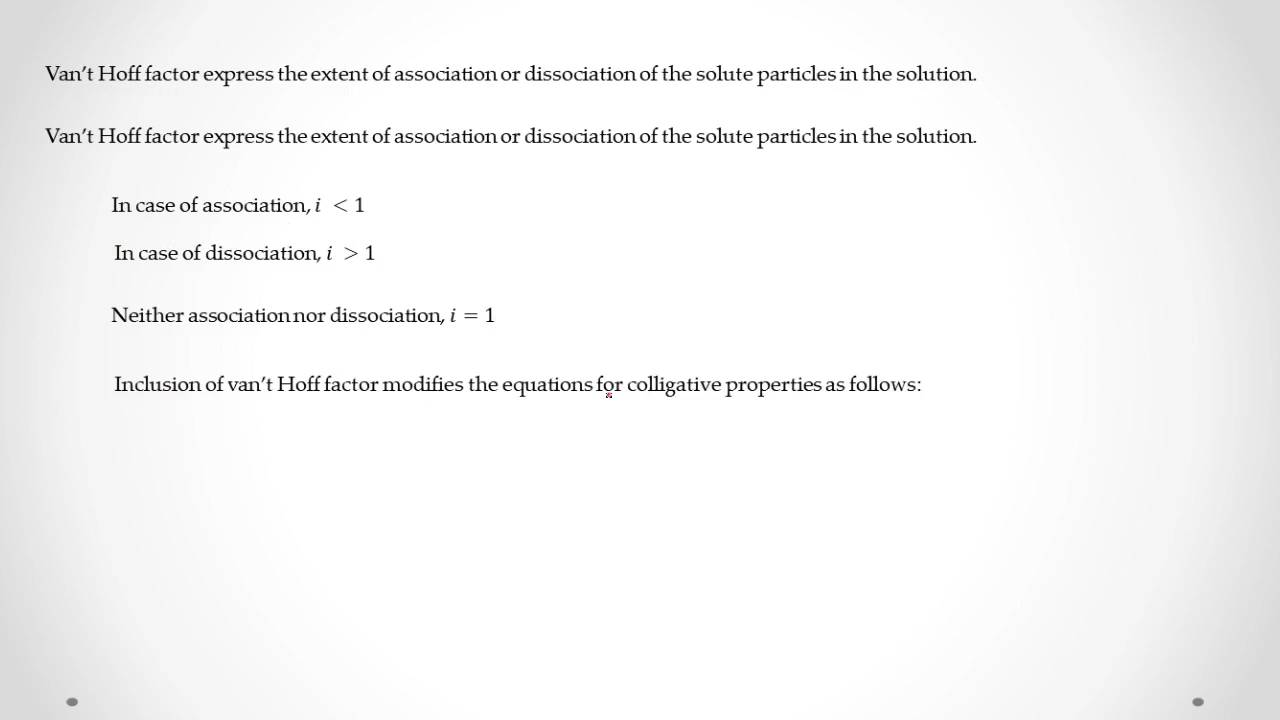 Van’t Hoff factor express the extent of association or dissociation of the solute particles in the solution.
Van’t Hoff factor express the extent of association or dissociation of the solute particles in the solution.
In case of association, i < 1
In case of dissociation, i > 1
Neither association nor dissociation, i = 1
Inclusion of van’t Hoff factor modifies the equations for colligative properties as follows: